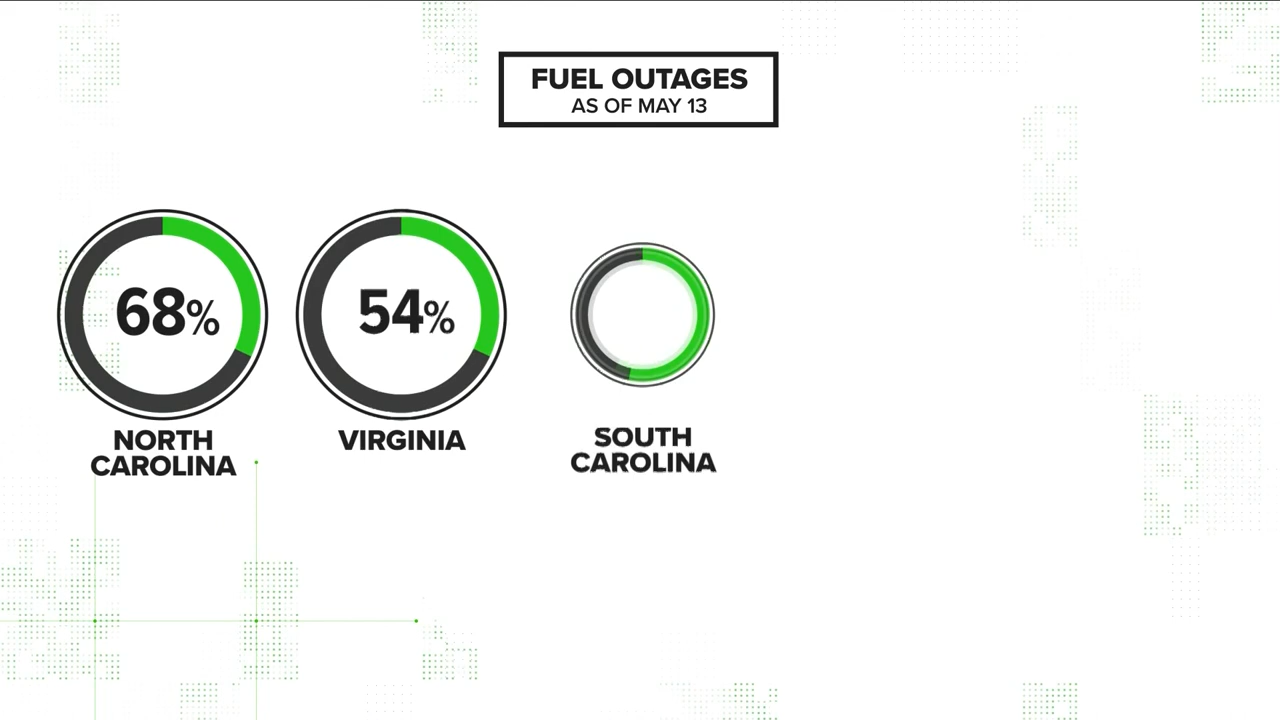 FUEL OUTAGES
AS OF MAY 13
68%
54%
NORTH
CAROLINA
VIRGINIA
SOUTH
CAROLINA